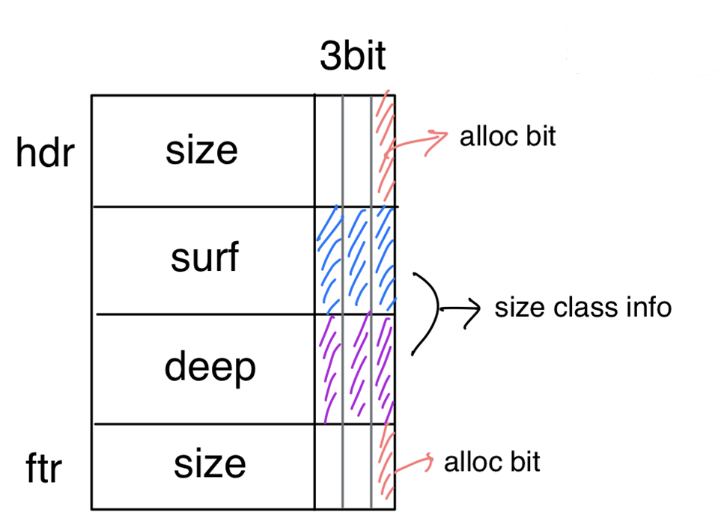 3bit
hdr size alloc bit
surf
size class info
deep
ftr size alloc bit